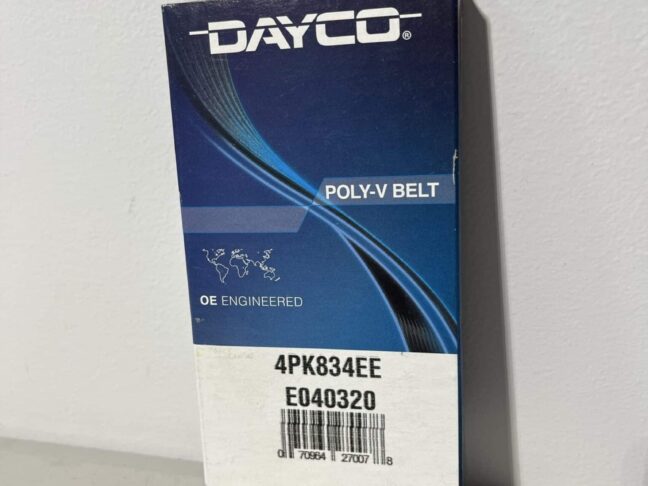 DAYCO®
POLY-V BELT
OE ENGINEERED
4PK834EE
E040320
0 70964 27007 8